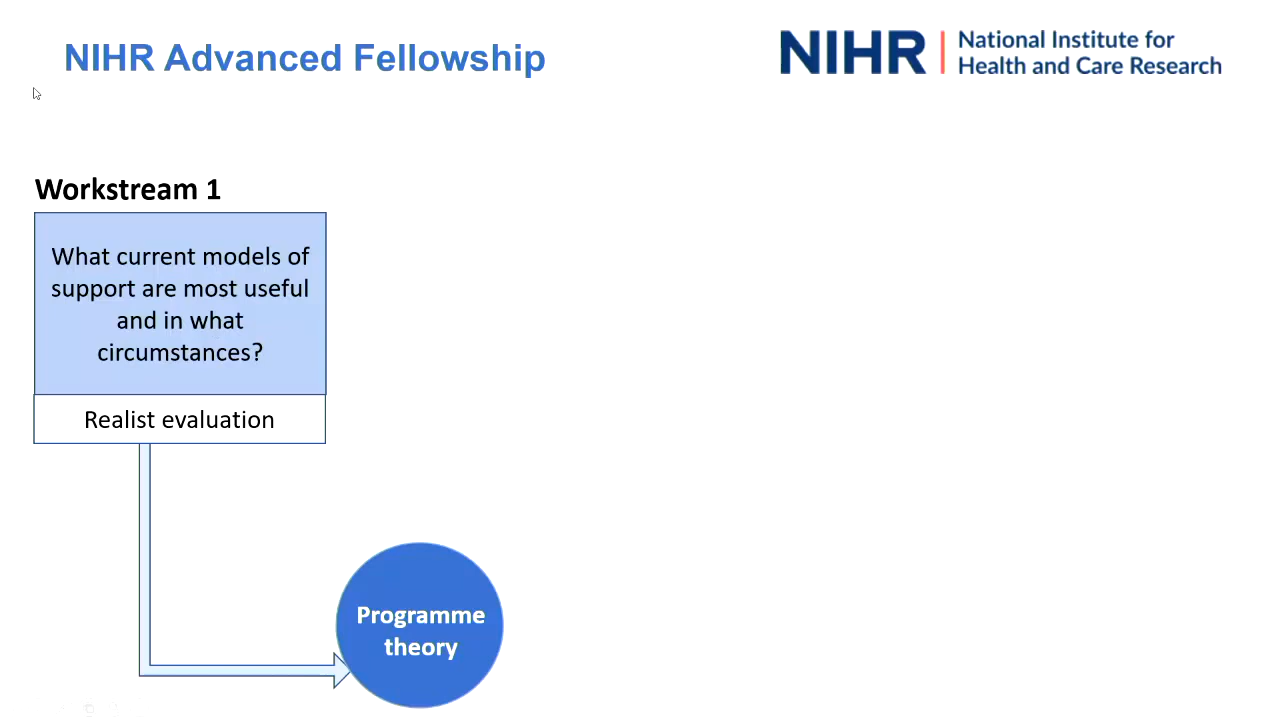 NIHR Advanced Fellowship
NIHR | National Institute for
Health and Care Research
Workstream 1
What current models of
support are most useful
and in what
circumstances?
Realist evaluation
Programme
theory